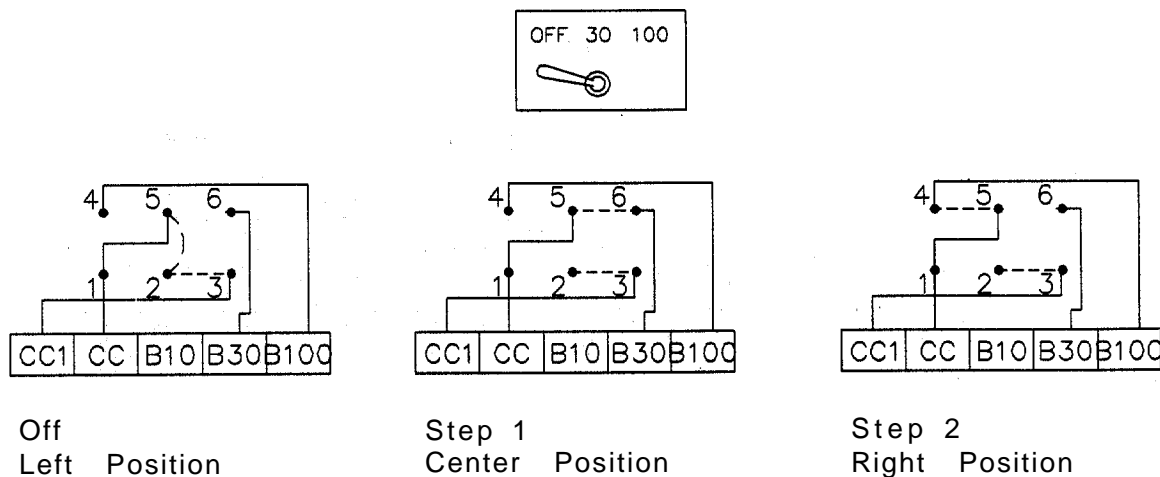 OFF 30 100
4 5 6
1 2 3
CC1 CC B10 B30 B100
Off
Left Position
4 5 6
1 2 3
CC1 CC B10 B30 B100
Step 1
Center Position
4 5 6
1 2 3
CC1 CC B10 B30 B100
Step 2
Right Position